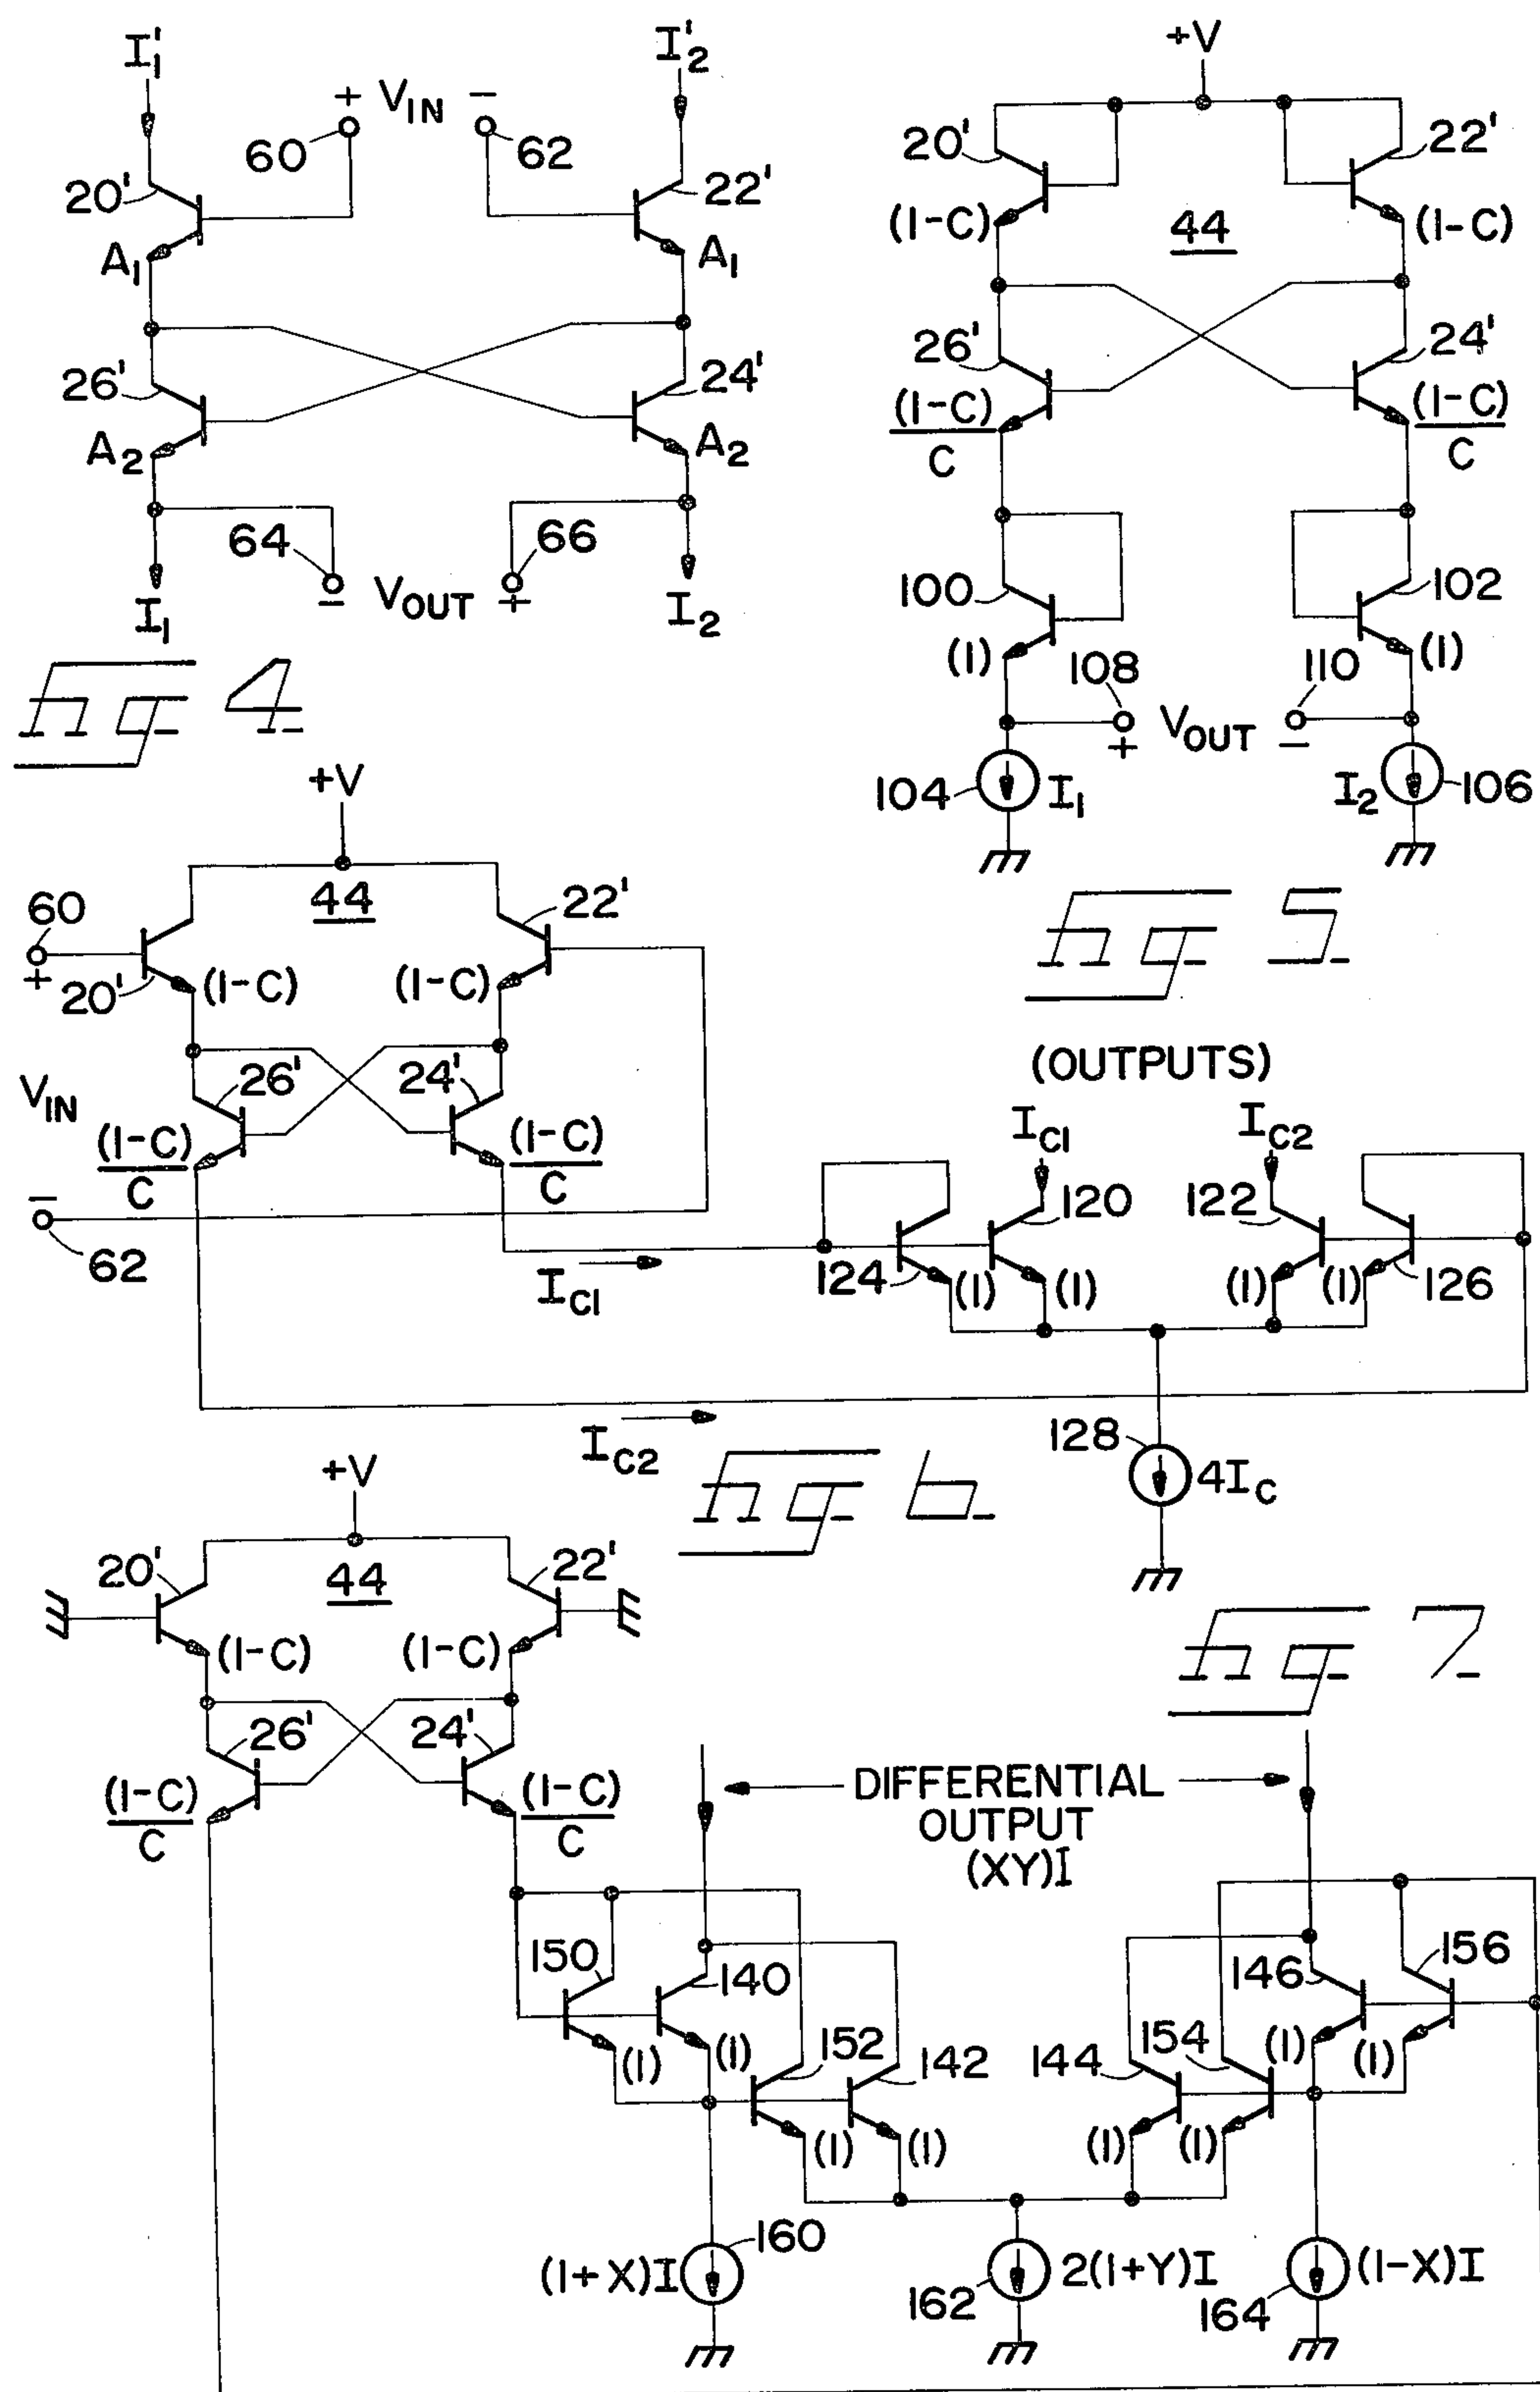 I'1
I'2
+ VIN −
60
62
20'
22'
A1
A1
26'
24'
A2
A2
64
66
− VOUT +
I1
I2
Fig 4
+V
20'
22'
(1-C)
44
(1-C)
26'
24'
(1-C)/C
(1-C)/C
100
102
(1)
(1)
108
110
+ VOUT −
104
I1
I2
106
Fig 5
+V
44
60
+
20'
22'
(1-C)
(1-C)
VIN
26'
24'
(1-C)/C
(1-C)/C
−
62
IC1
IC2
(OUTPUTS)
IC1
IC2
120
122
124
126
(1)
(1)
(1)
(1)
128
4IC
Fig 6
+V
44
20'
22'
(1-C)
(1-C)
26'
24'
(1-C)/C
(1-C)/C
Fig 7
DIFFERENTIAL
OUTPUT
(XY)I
150
140
146
156
(1)
(1)
152
142
144
154
(1)
(1)
(1)
(1)
(1)
(1)
160
(1+X)I
162
2(1+Y)I
164
(1-X)I